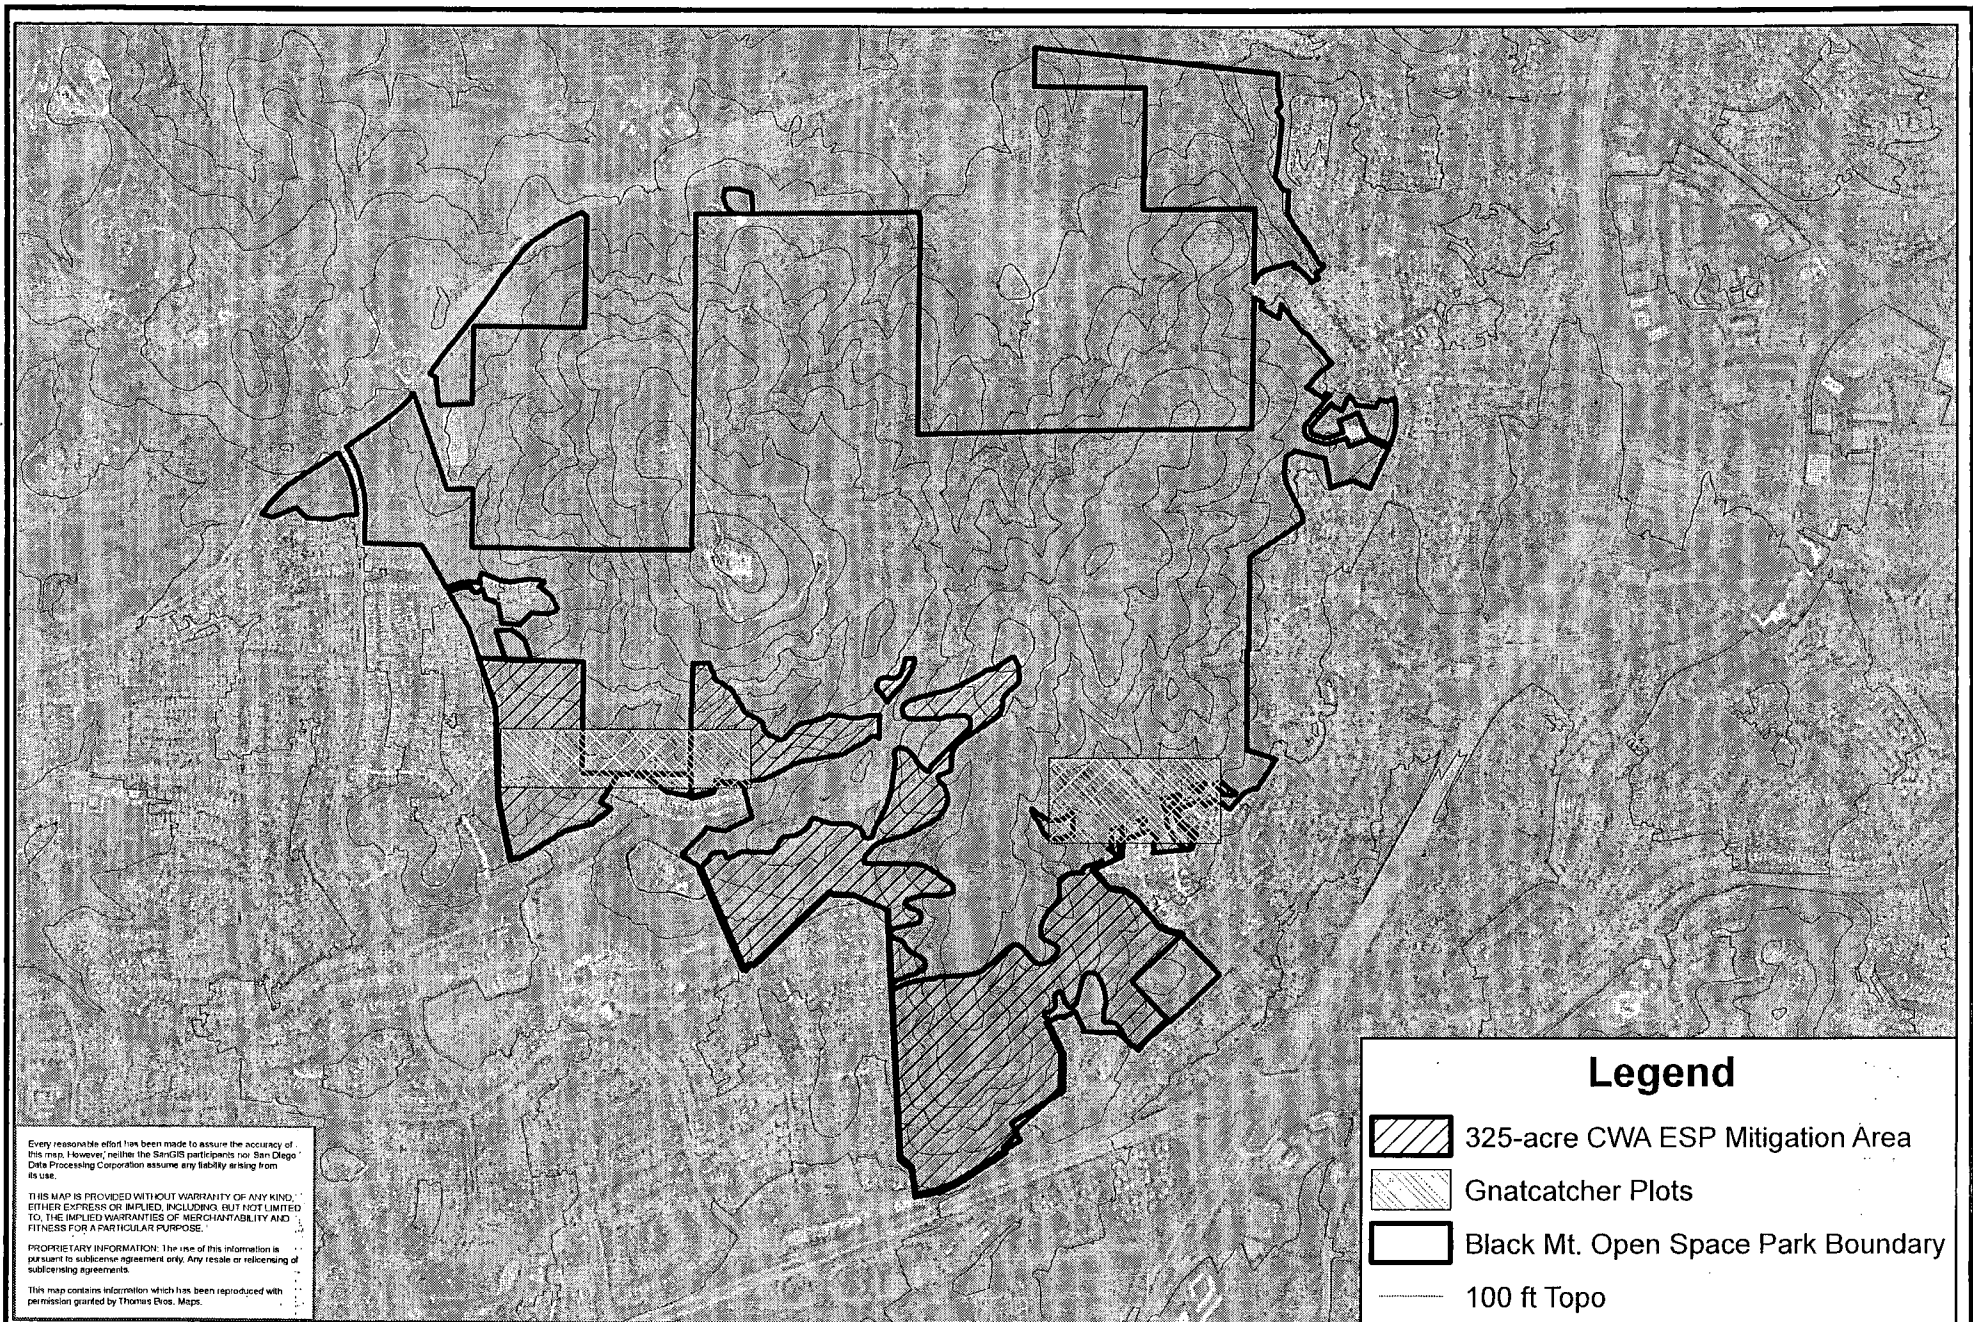 Every reasonable effort has been made to assure the accuracy of
this map. However, neither the SanGIS participants nor San Diego
Data Processing Corporation assume any liability arising from
its use.
THIS MAP IS PROVIDED WITHOUT WARRANTY OF ANY KIND,
EITHER EXPRESS OR IMPLIED, INCLUDING, BUT NOT LIMITED
TO, THE IMPLIED WARRANTIES OF MERCHANTABILITY AND
FITNESS FOR A PARTICULAR PURPOSE.
PROPRIETARY INFORMATION: The use of this information is
pursuant to sublicense agreement only. Any resale or relicensing of
sublicensing agreements.
This map contains information which has been reproduced with
permission granted by Thomas Bros. Maps.
Legend
325-acre CWA ESP Mitigation Area
Gnatcatcher Plots
Black Mt. Open Space Park Boundary
100 ft Topo